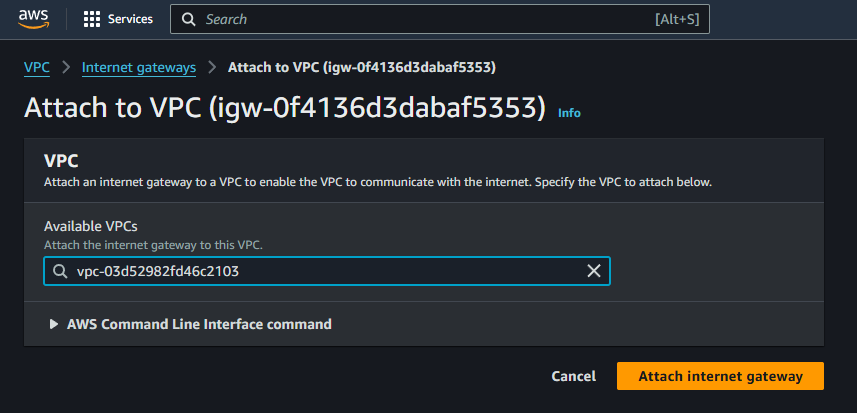 aws
Services
Search
[Alt+S]
VPC > Internet gateways > Attach to VPC (igw-0f4136d3dabaf5353)
Attach to VPC (igw-0f4136d3dabaf5353) Info
VPC
Attach an internet gateway to a VPC to enable the VPC to communicate with the internet. Specify the VPC to attach below.
Available VPCs
Attach the internet gateway to this VPC.
vpc-03d52982fd46c2103
AWS Command Line Interface command
Cancel
Attach internet gateway